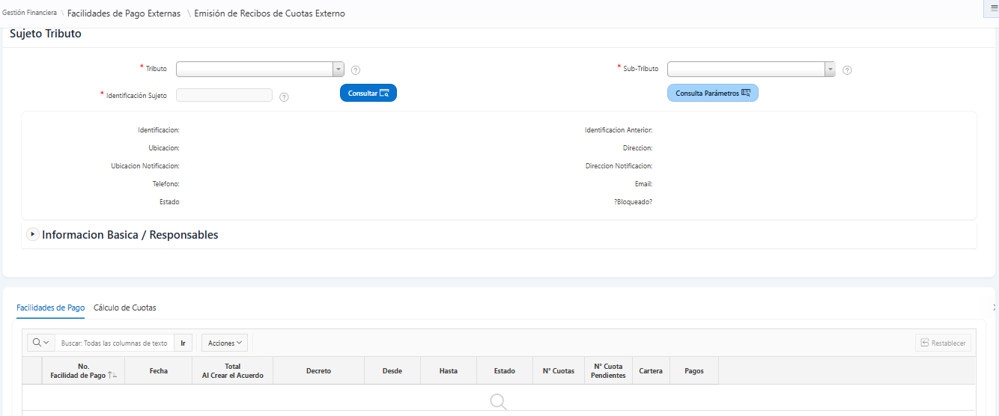 Gestión Financiera \ Facilidades de Pago Externas \ Emisión de Recibos de Cuotas Externo
Sujeto Tributo
* Tributo
* Sub-Tributo
* Identificación Sujeto
Consultar
Consulta Parámetros
Identificacion:
Identificacion Anterior:
Ubicacion:
Direccion:
Ubicacion Notificacion:
Direccion Notificacion:
Telefono:
Email:
Estado
?Bloqueado?
Informacion Basica / Responsables
Facilidades de Pago
Cálculo de Cuotas
Buscar: Todas las columnas de texto
Ir
Acciones
Restablecer
No.
Facilidad de Pago
Fecha
Total
Al Crear el Acuerdo
Decreto
Desde
Hasta
Estado
N° Cuotas
N° Cuota
Pendientes
Cartera
Pagos